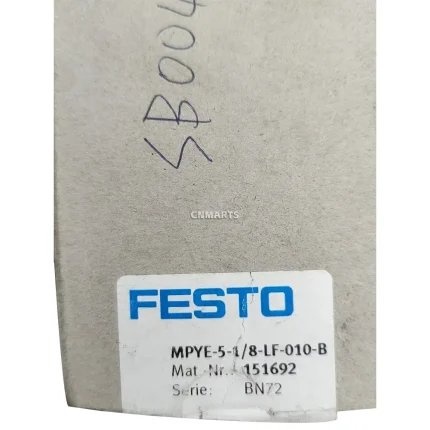 SB004
CNMARTS
FESTO
MPYE-5-1/8-LF-010-B
Mat.-Nr.: 151692
Serie: BN72